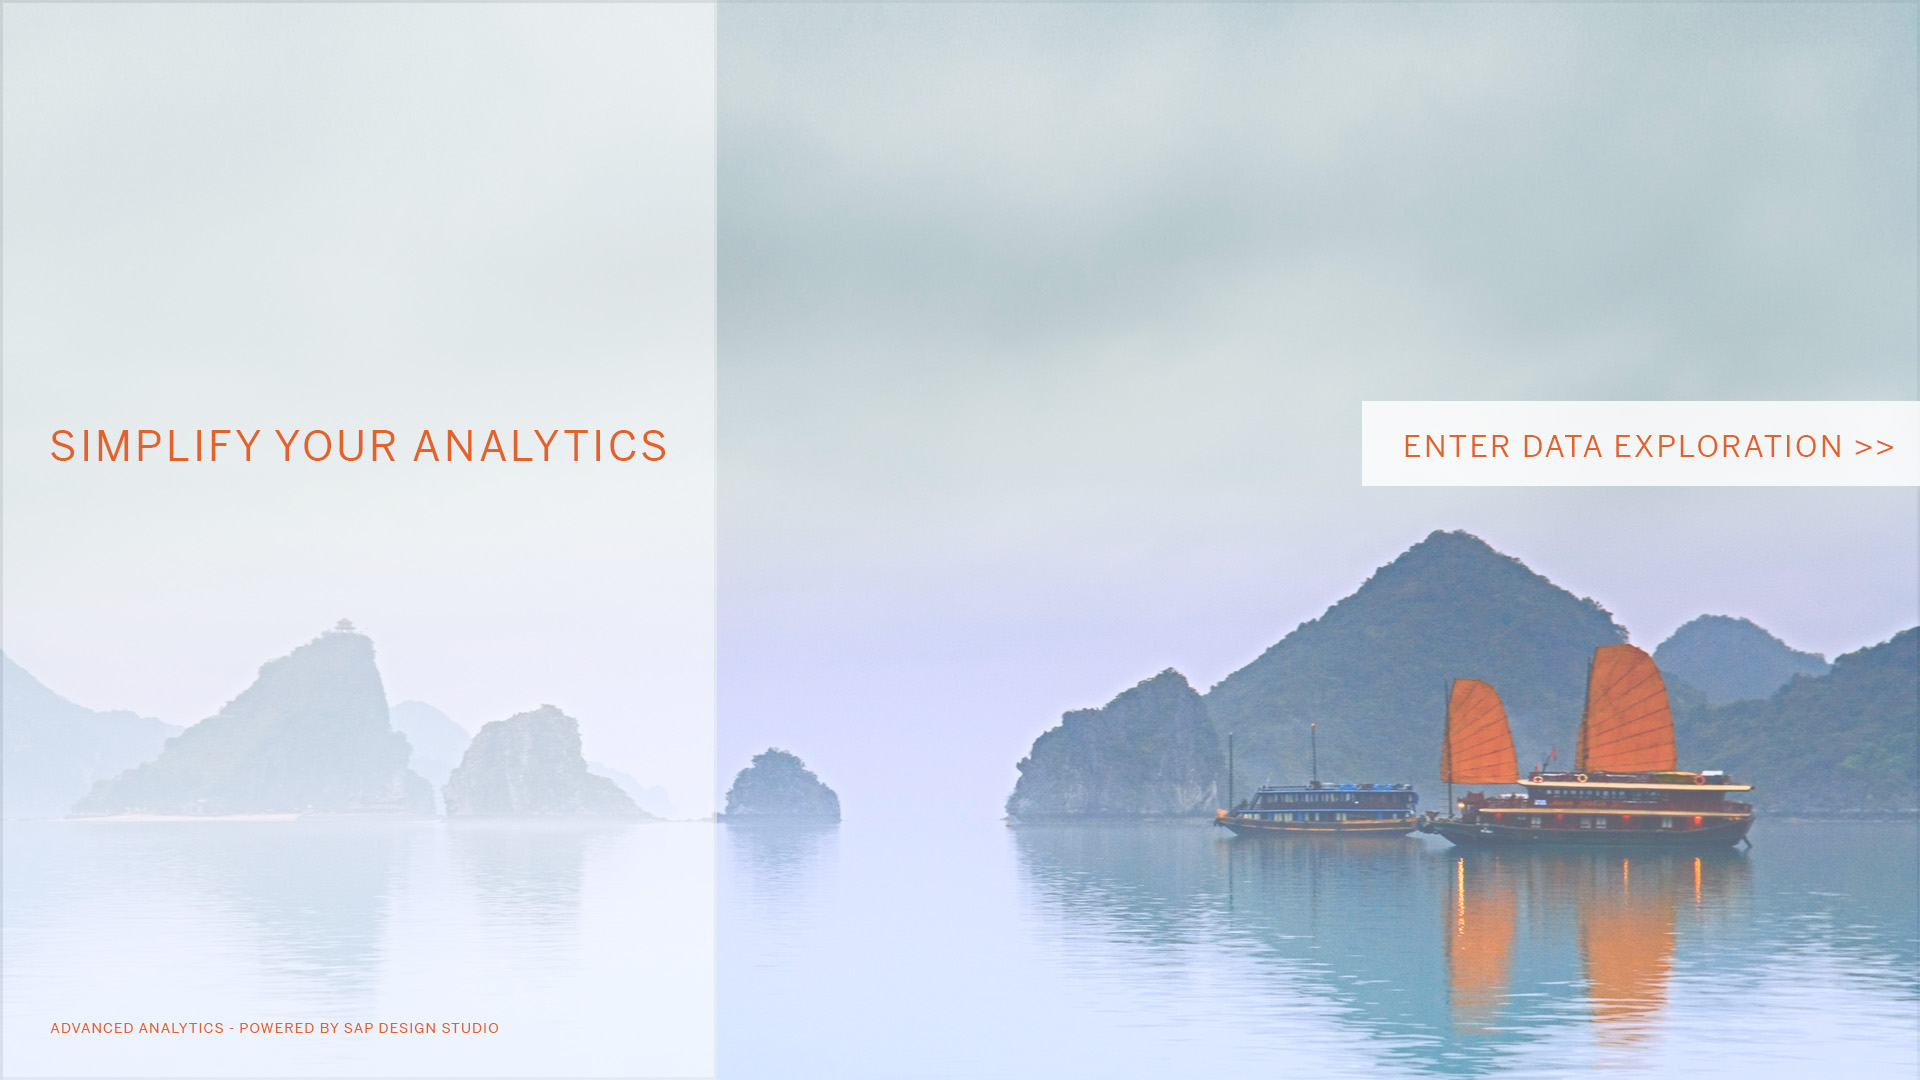 SIMPLIFY YOUR ANALYTICS
ENTER DATA EXPLORATION >>
ADVANCED ANALYTICS - POWERED BY SAP DESIGN STUDIO